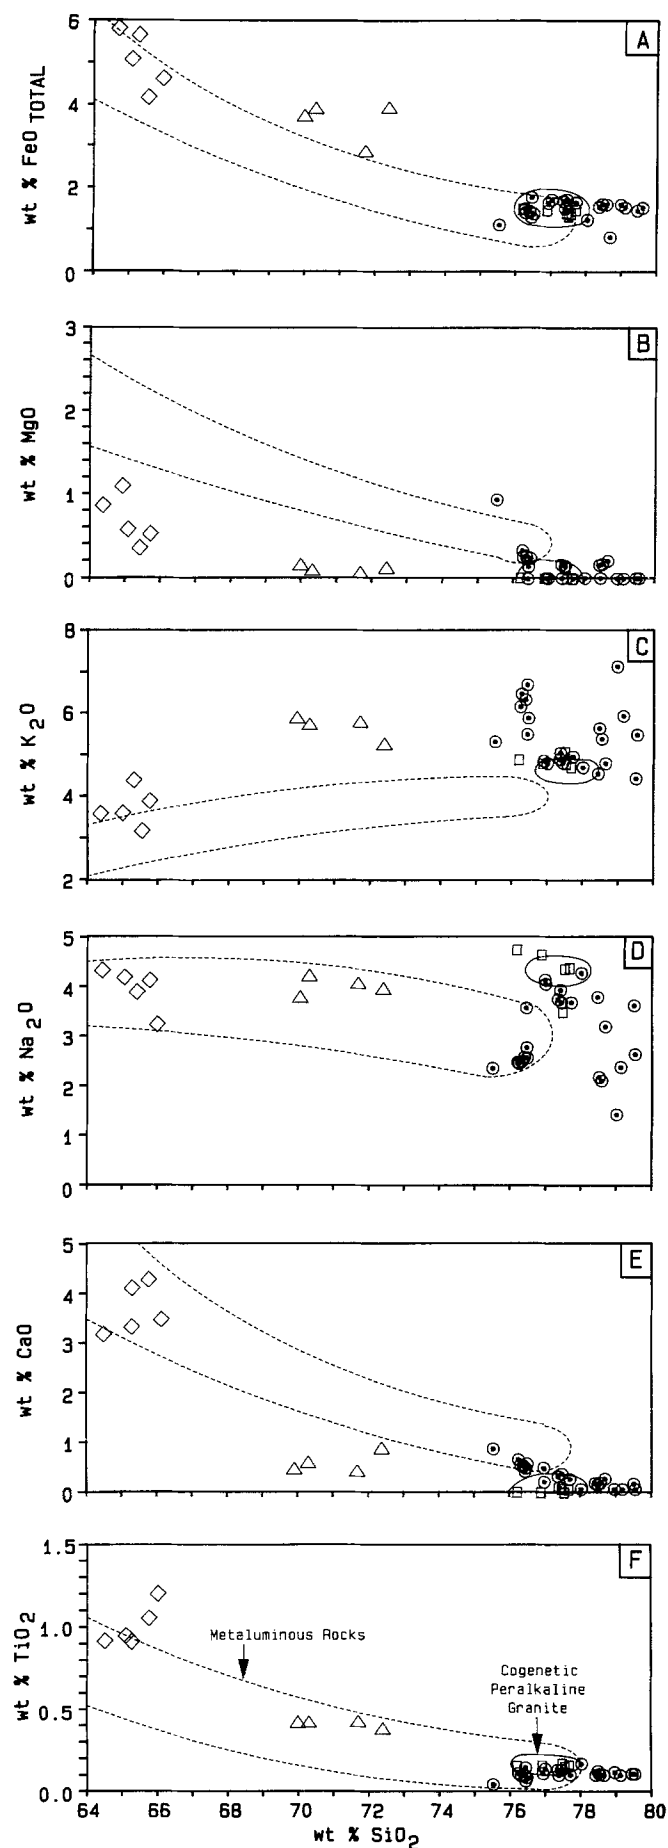 A
wt % FeO TOTAL
6
4
2
0
B
wt % MgO
3
2
1
0
C
wt % K2O
8
6
4
2
D
wt % Na2O
5
4
3
2
1
0
E
wt % CaO
5
4
3
2
1
0
F
wt % TiO2
1.5
1.0
0.5
0.0
Metaluminous Rocks
Cogenetic
Peralkaline
Granite
64 66 68 70 72 74 76 78 80
wt % SiO2